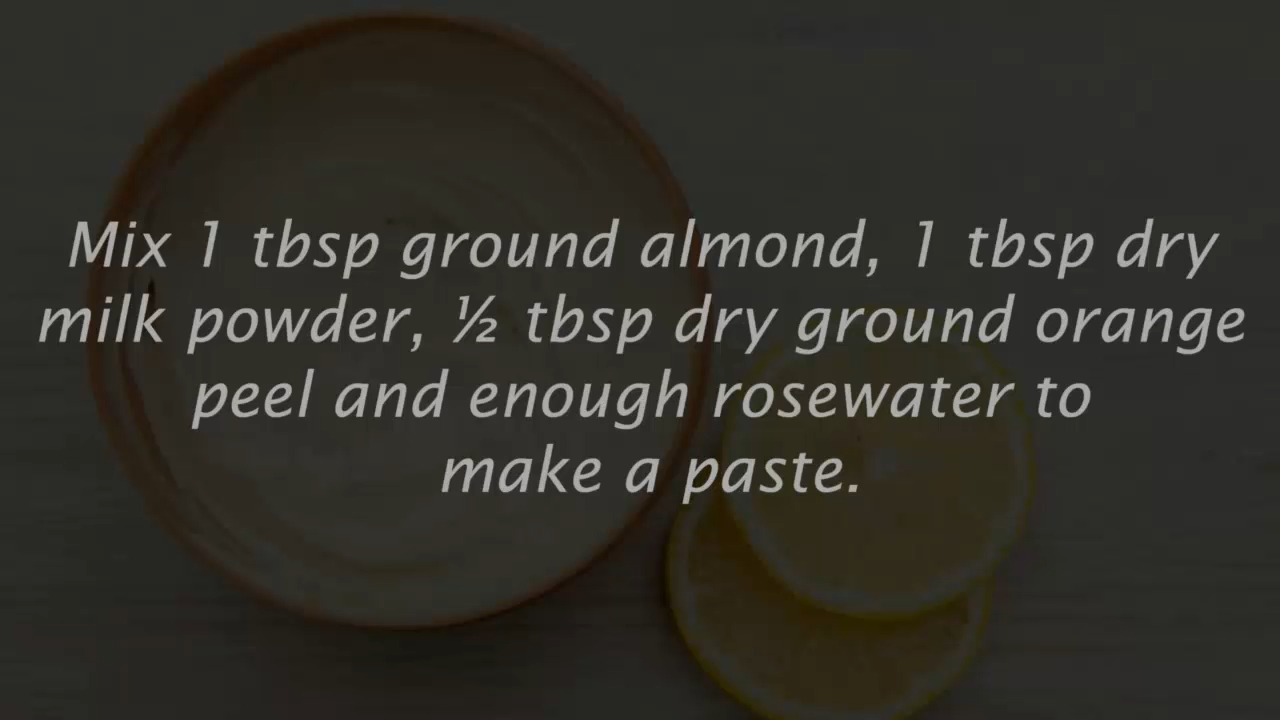 Mix 1 tbsp ground almond, 1 tbsp dry
milk powder, ½ tbsp dry ground orange
peel and enough rosewater to
make a paste.